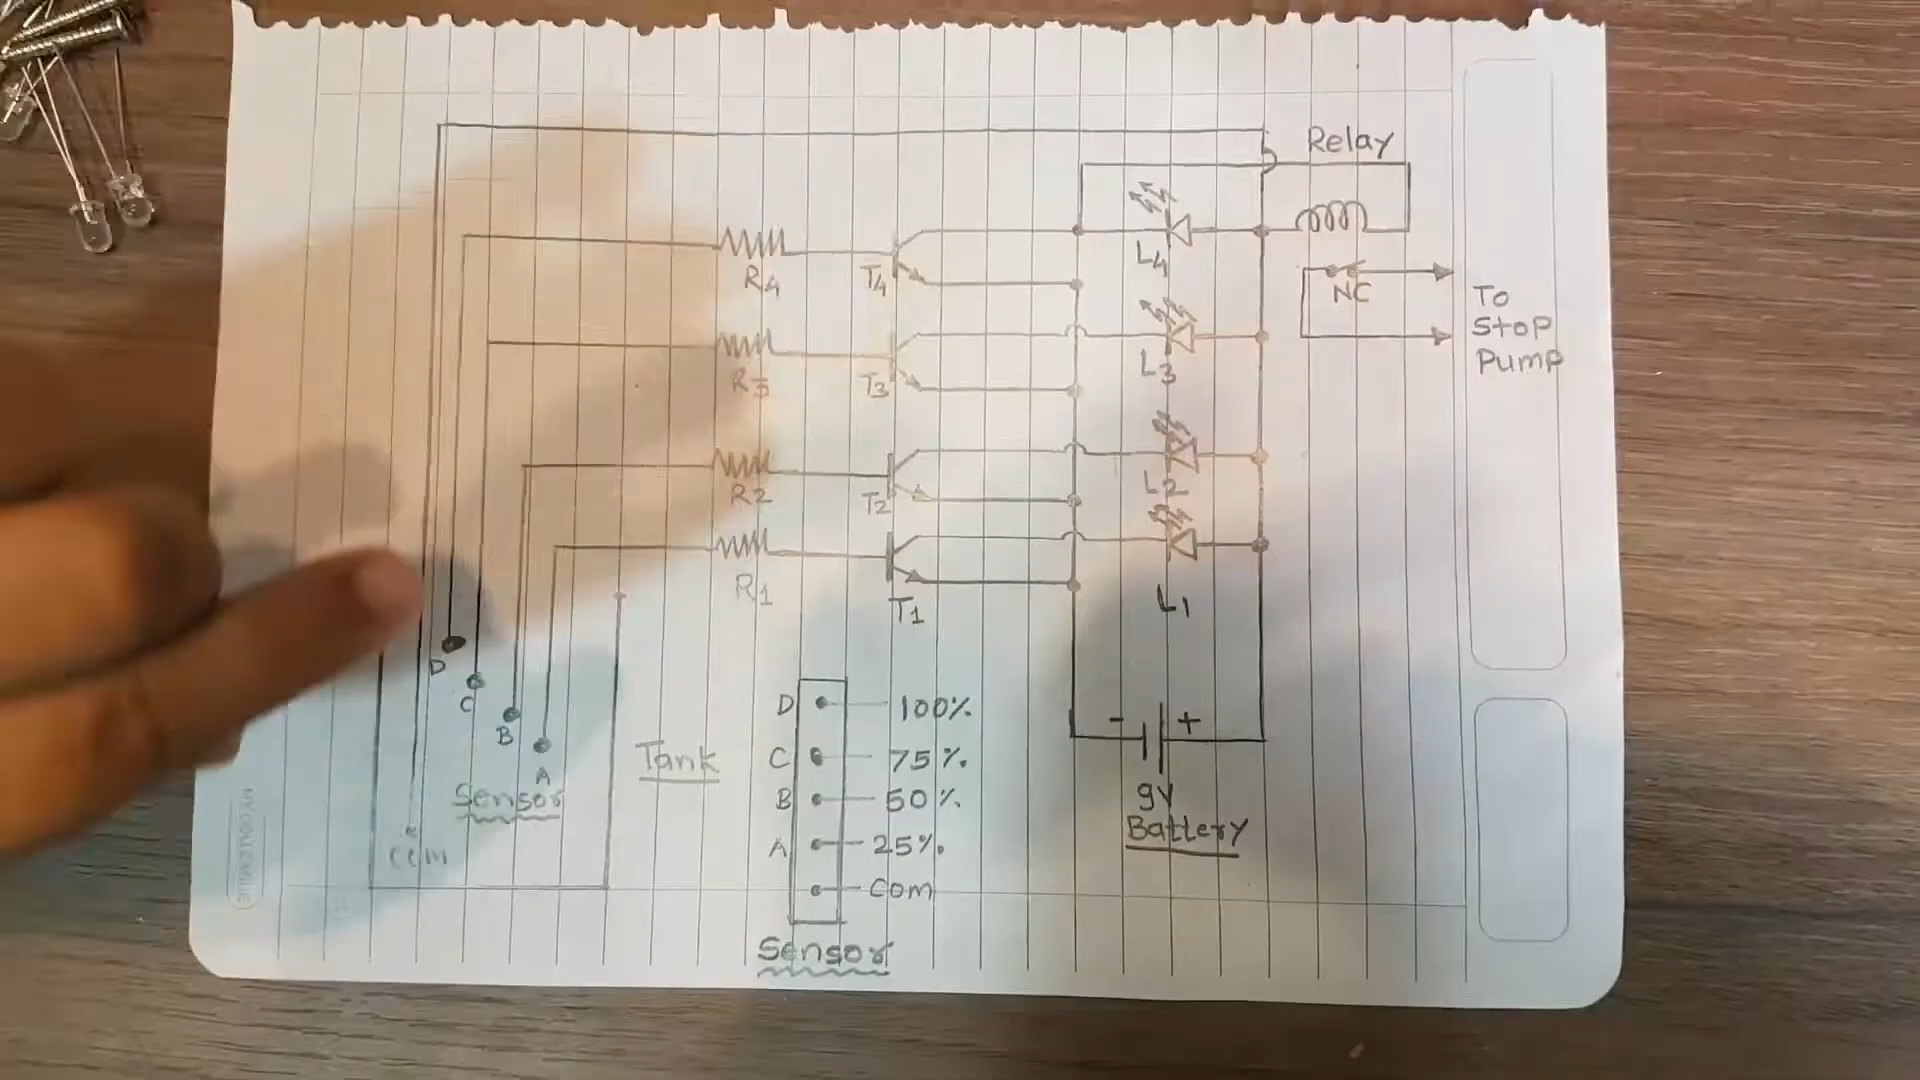 Relay
L4
R4
T4
NC
To
Stop
Pump
L3
R3
T3
L2
R2
T2
R1
T1
L1
D
C
B
A
Sensor
Com
Tank
D 100%
C 75%
B 50%
A 25%
Com
Sensor
- +
9V
Battery